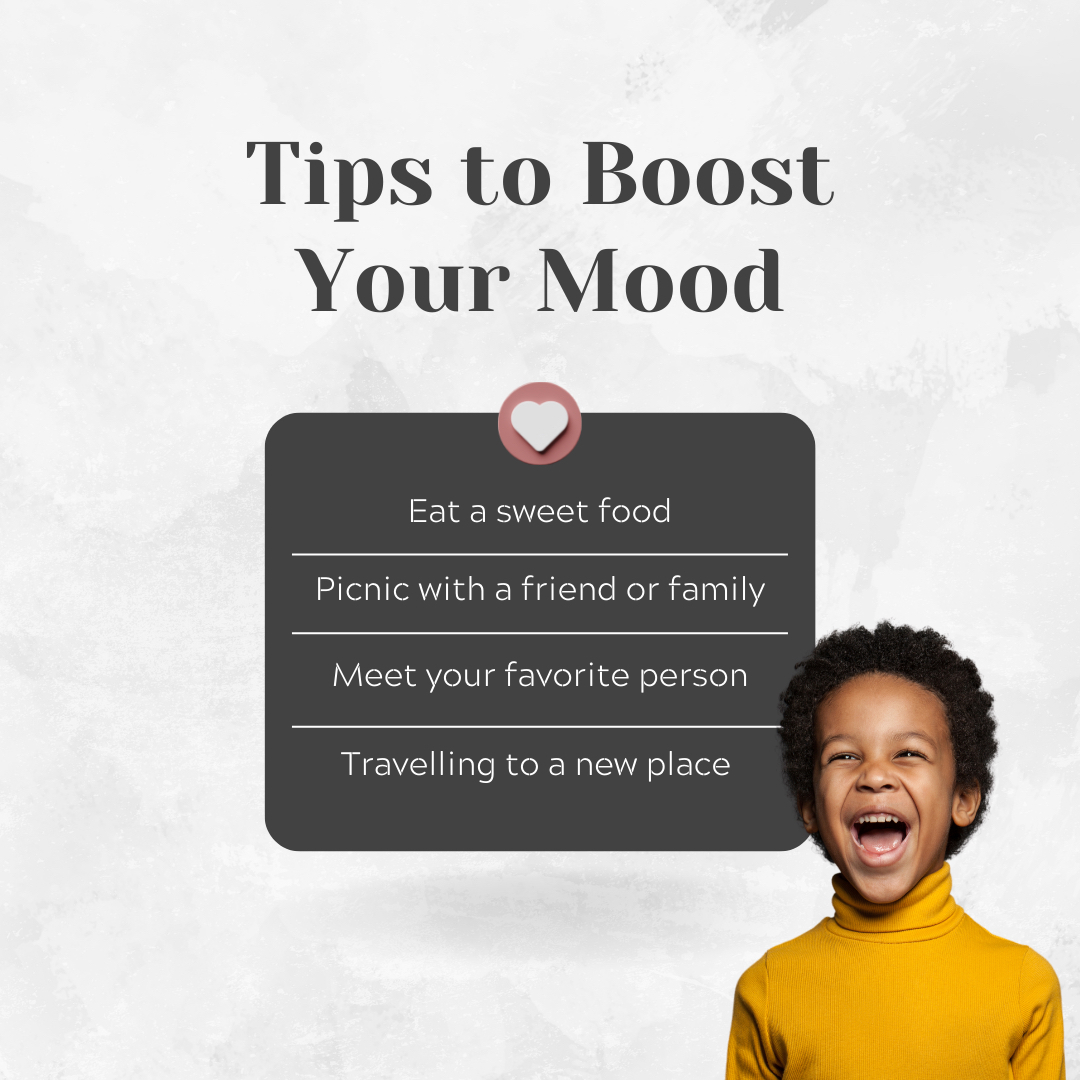 Tips to Boost
Your Mood
Eat a sweet food
Picnic with a friend or family
Meet your favorite person
Travelling to a new place